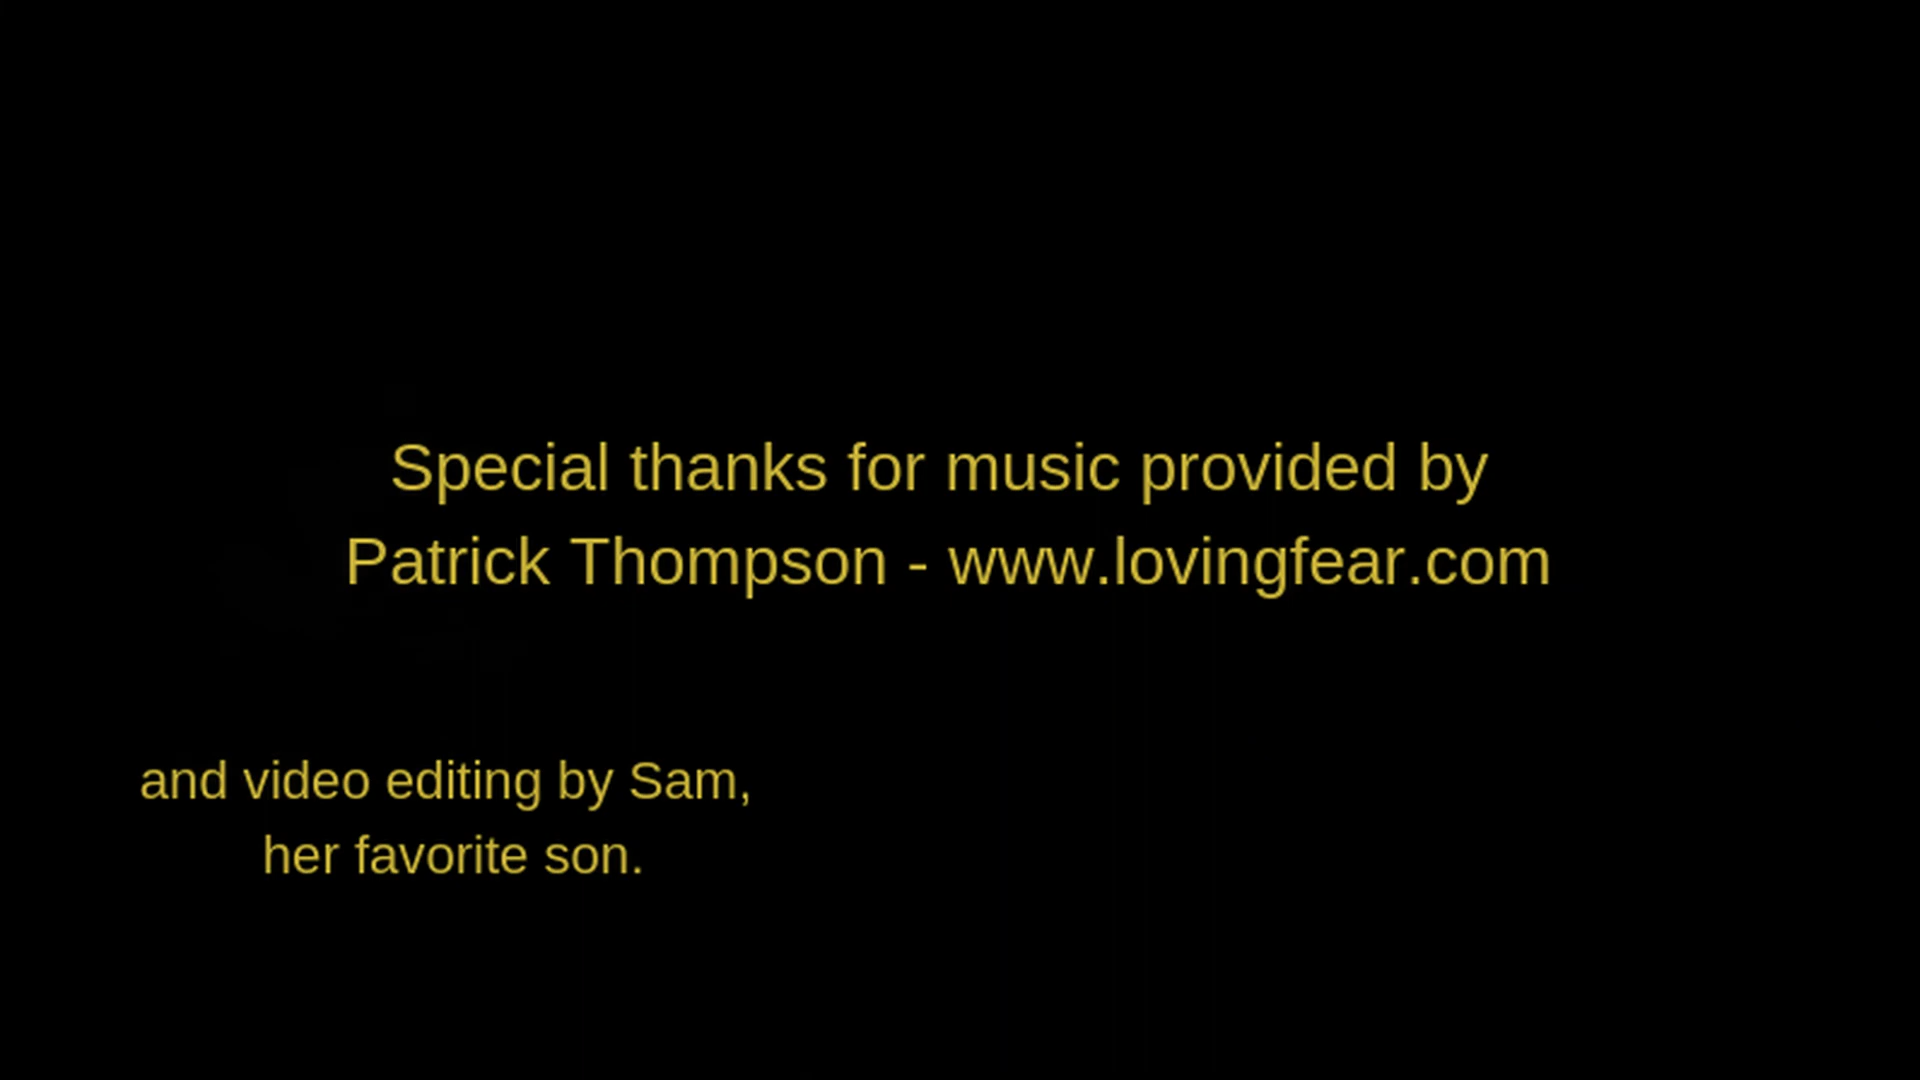 Special thanks for music provided by
Patrick Thompson - www.lovingfear.com
and video editing by Sam,
her favorite son.